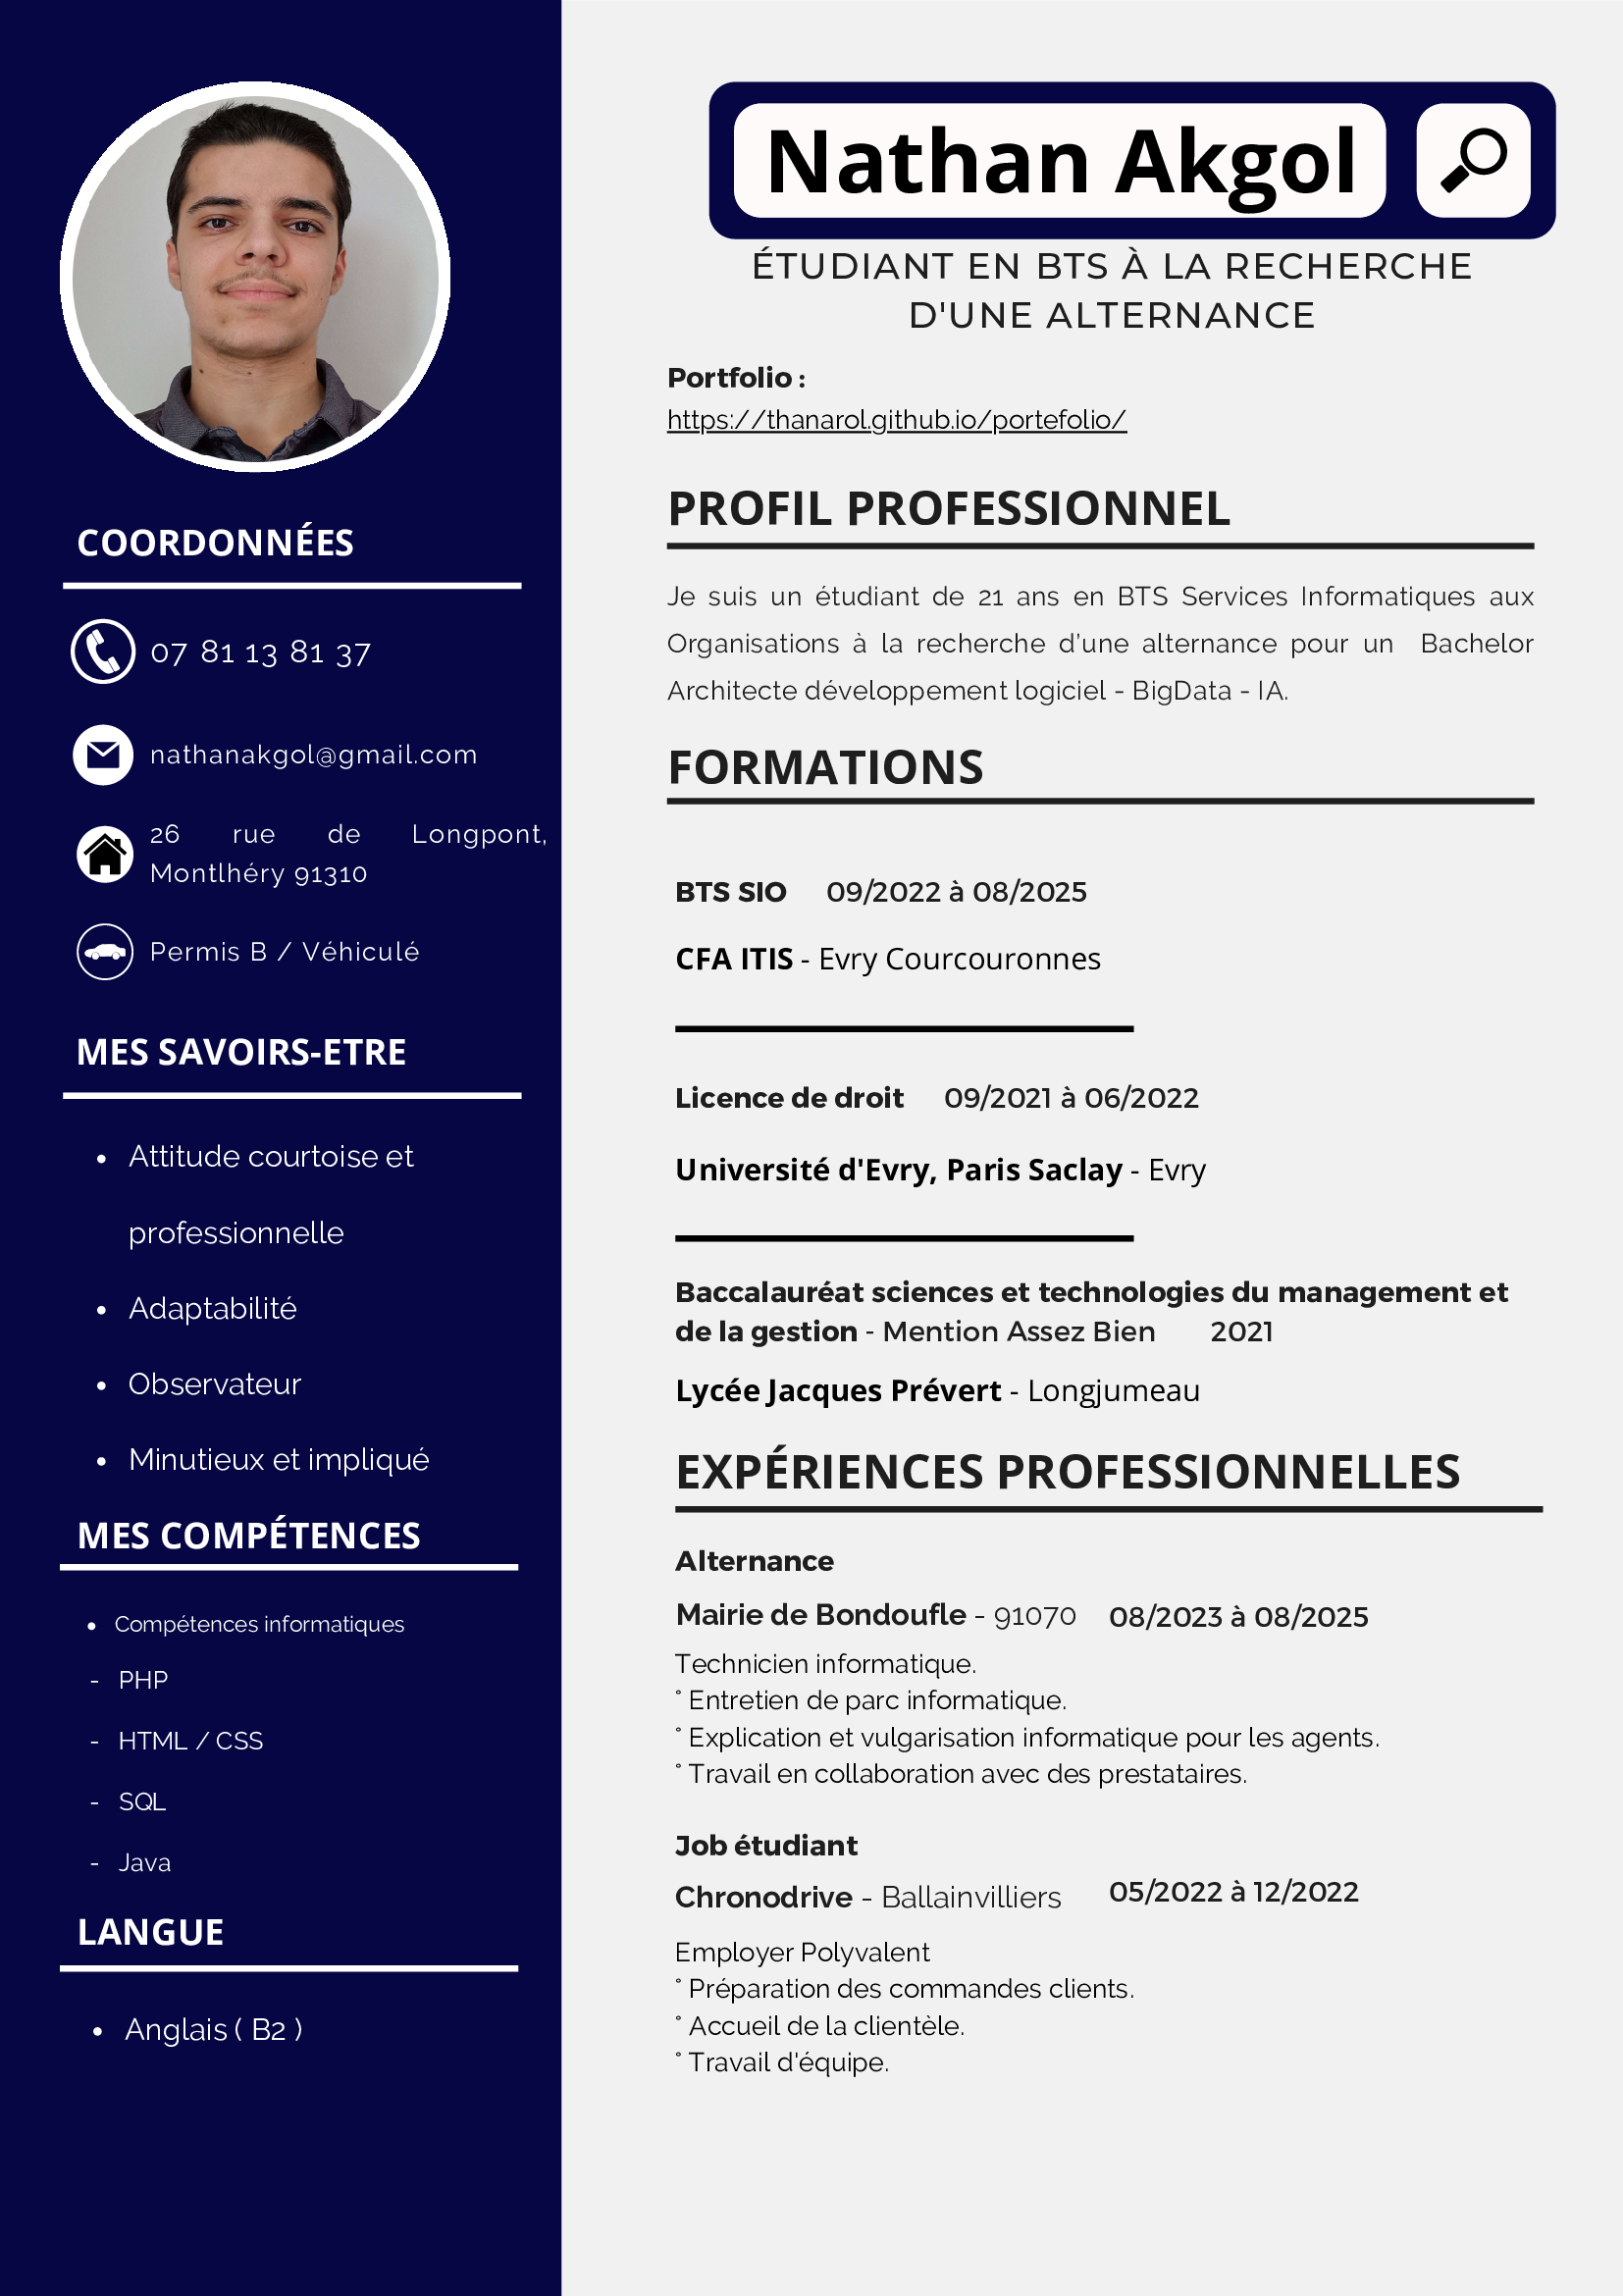 Nathan Akgol
ÉTUDIANT EN BTS À LA RECHERCHE
D'UNE ALTERNANCE
Portfolio :
https://thanarol.github.io/portefolio/
COORDONNÉES
07 81 13 81 37
nathanakgol@gmail.com
26 rue de Longpont,
Montlhéry 91310
Permis B / Véhiculé
MES SAVOIRS-ETRE
• Attitude courtoise et
professionnelle
• Adaptabilité
• Observateur
• Minutieux et impliqué
MES COMPÉTENCES
• Compétences informatiques
- PHP
- HTML / CSS
- SQL
- Java
LANGUE
• Anglais ( B2 )
PROFIL PROFESSIONNEL
Je suis un étudiant de 21 ans en BTS Services Informatiques aux
Organisations à la recherche d’une alternance pour un Bachelor
Architecte développement logiciel - BigData - IA.
FORMATIONS
BTS SIO 09/2022 à 08/2025
CFA ITIS - Evry Courcouronnes
Licence de droit 09/2021 à 06/2022
Université d'Evry, Paris Saclay - Evry
Baccalauréat sciences et technologies du management et
de la gestion - Mention Assez Bien 2021
Lycée Jacques Prévert - Longjumeau
EXPÉRIENCES PROFESSIONNELLES
Alternance
Mairie de Bondoufle - 91070 08/2023 à 08/2025
Technicien informatique.
° Entretien de parc informatique.
° Explication et vulgarisation informatique pour les agents.
° Travail en collaboration avec des prestataires.
Job étudiant
Chronodrive - Ballainvilliers 05/2022 à 12/2022
Employer Polyvalent
° Préparation des commandes clients.
° Accueil de la clientèle.
° Travail d'équipe.